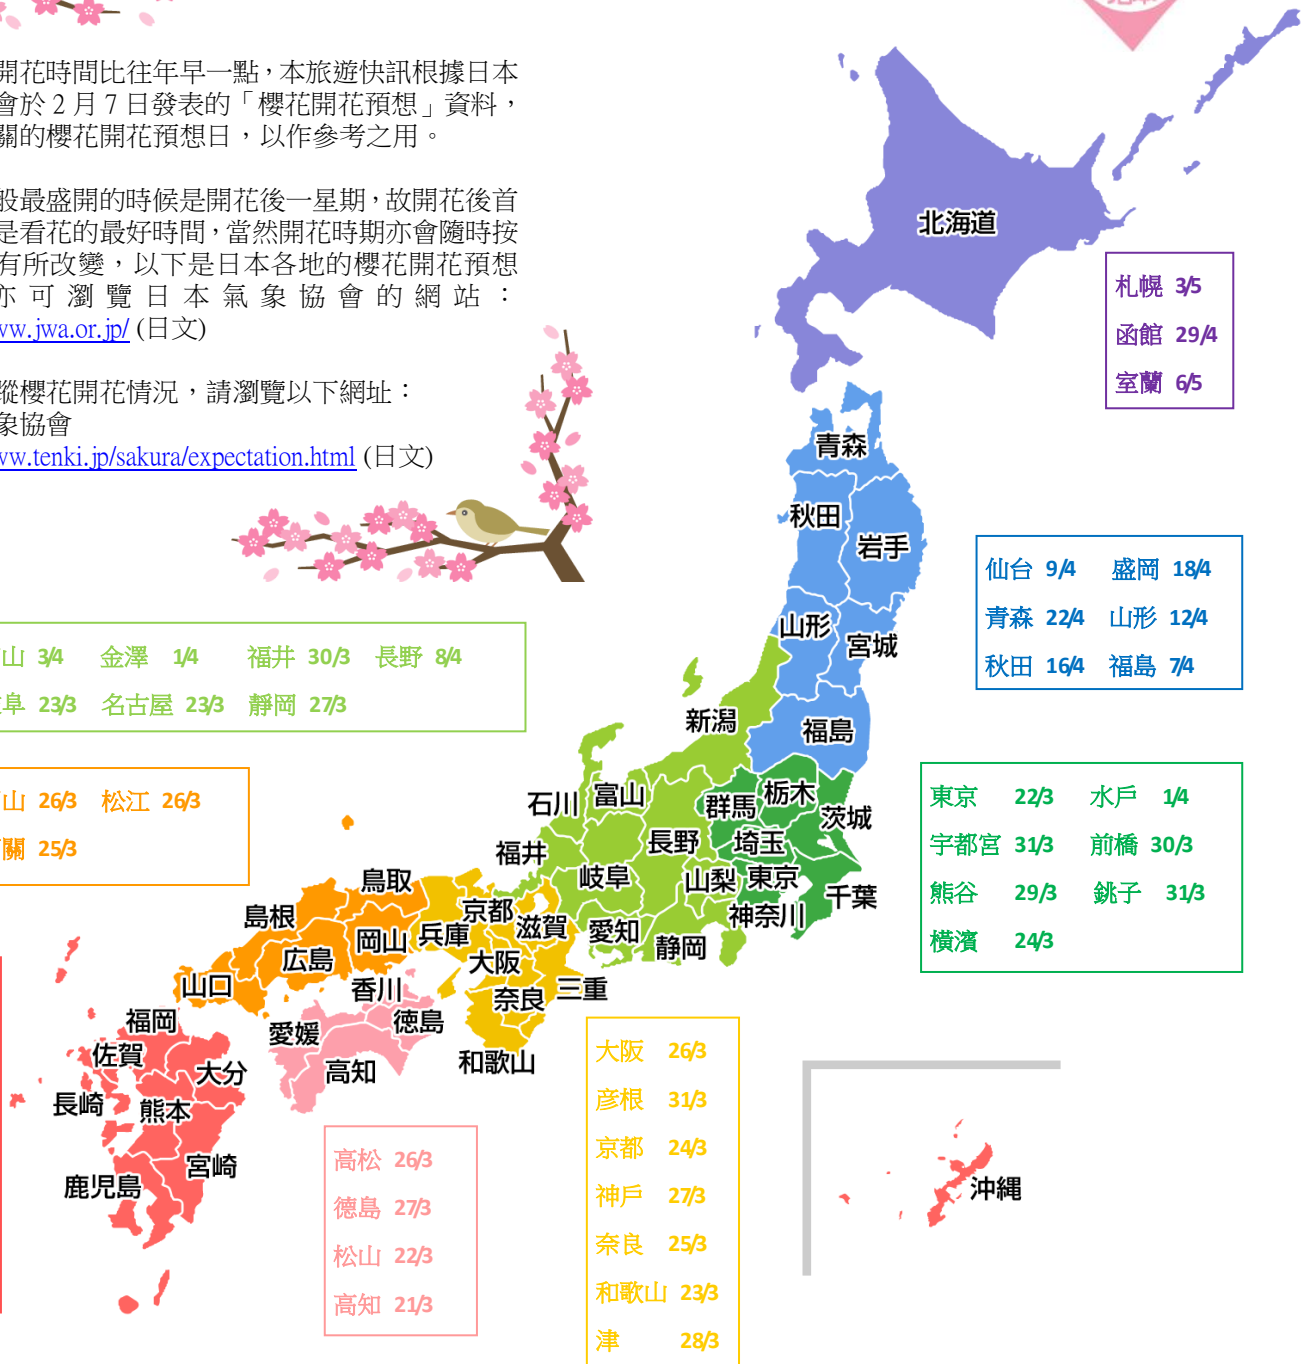 開花時間比往年早一點，本旅遊快訊根據日本
會於 2 月 7 日發表的「櫻花開花預想」資料，
關的櫻花開花預想日，以作參考之用。
般最盛開的時候是開花後一星期，故開花後首
是看花的最好時間，當然開花時期亦會隨時按
有所改變，以下是日本各地的櫻花開花預想
亦可瀏覽日本氣象協會的網站：
ww.jwa.or.jp/ (日文)
蹤櫻花開花情況，請瀏覽以下網址：
象協會
ww.tenki.jp/sakura/expectation.html (日文)
北海道
札幌 3/5
函館 29/4
室蘭 6/5
青森
秋田
岩手
山形
宮城
福島
仙台 9/4 盛岡 18/4
青森 22/4 山形 12/4
秋田 16/4 福島 7/4
山 3/4 金澤 1/4 福井 30/3 長野 8/4
阜 23/3 名古屋 23/3 靜岡 27/3
新潟
石川
富山
福井
長野
岐阜
山梨
愛知
静岡
群馬
栃木
茨城
埼玉
東京
千葉
神奈川
東京 22/3 水戶 1/4
宇都宮 31/3 前橋 30/3
熊谷 29/3 銚子 31/3
橫濱 24/3
山 26/3 松江 26/3
關 25/3
鳥取
島根
岡山
広島
山口
京都
滋賀
兵庫
大阪
奈良
三重
和歌山
香川
徳島
愛媛
高知
福岡
佐賀
大分
長崎
熊本
宮崎
鹿児島
高松 26/3
德島 27/3
松山 22/3
高知 21/3
大阪 26/3
彦根 31/3
京都 24/3
神戶 27/3
奈良 25/3
和歌山 23/3
津 28/3
沖縄